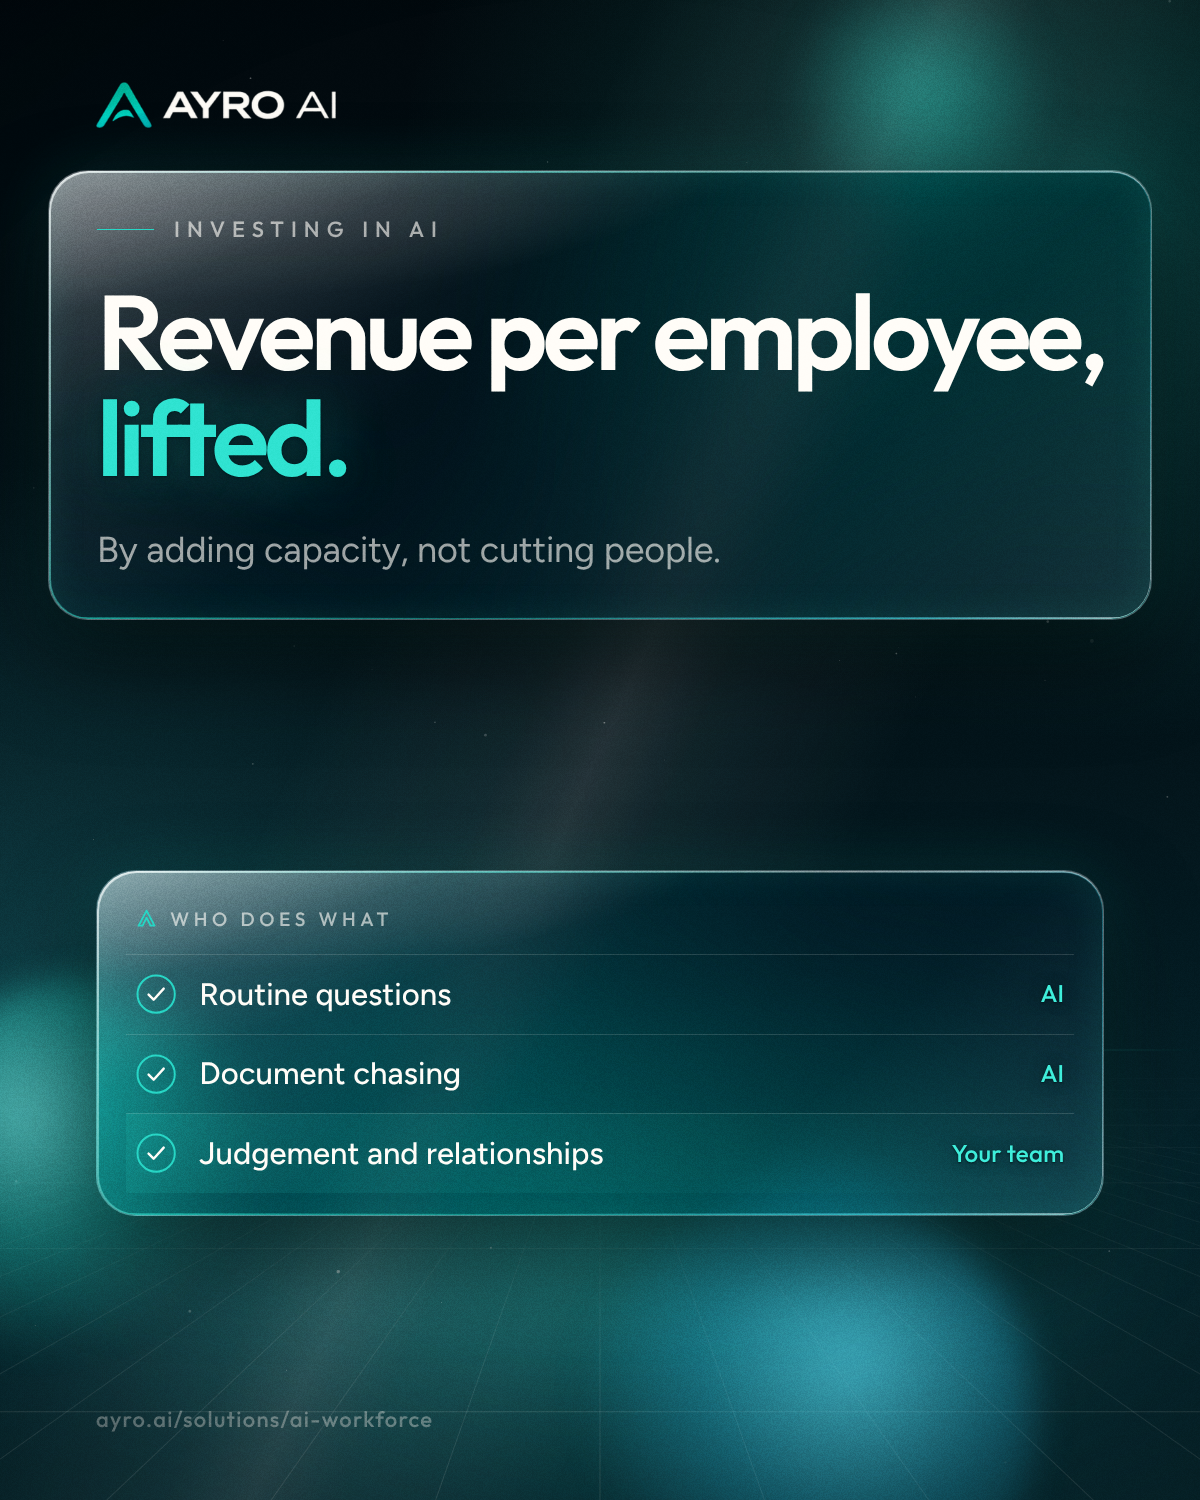 AYRO AI
INVESTING IN AI
Revenue per employee,
lifted.
By adding capacity, not cutting people.
WHO DOES WHAT
Routine questions AI
Document chasing AI
Judgement and relationships Your team
ayro.ai/solutions/ai-workforce